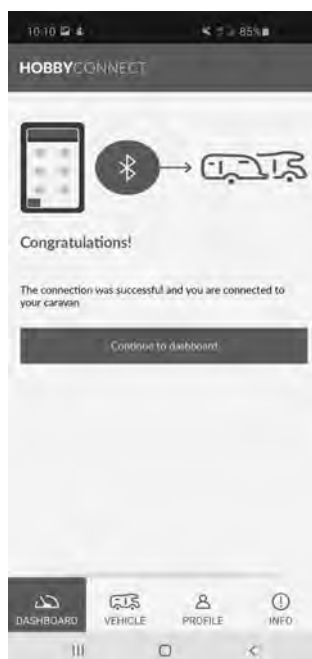 10:10 85%
HOBBYCONNECT
Congratulations!
The connection was successful and you are connected to
your caravan
Continue to dashboard
DASHBOARD VEHICLE PROFILE INFO